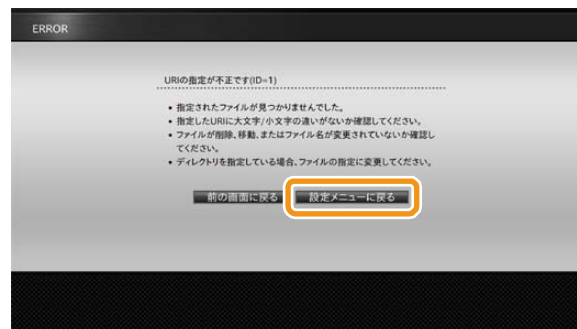 ERROR
URIの指定が不正です(ID=1)
• 指定されたファイルが見つかりませんでした。
• 指定したURIに大文字/小文字の違いがないか確認してください。
• ファイルが削除、移動、またはファイル名が変更されていないか確認し
てください。
• ディレクトリを指定している場合、ファイルの指定に変更してください。
前の画面に戻る 設定メニューに戻る